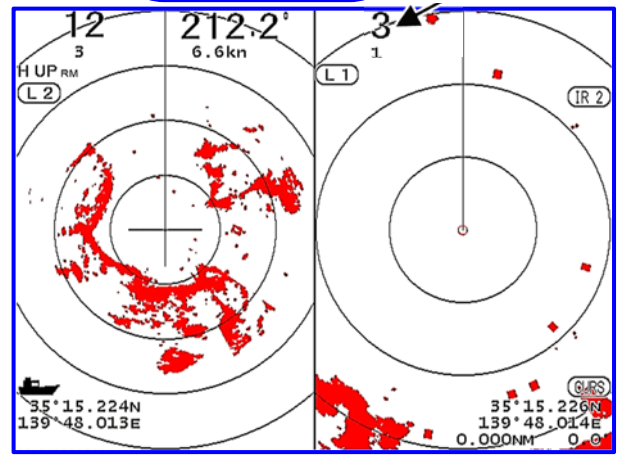 12
3
212.2°
6.6kn
H UP RM
L 2
35°15.224N
139°48.013E
3
1
L 1
IR 2
CURS
35°15.226N
139°48.014E
0.000NM 0.0